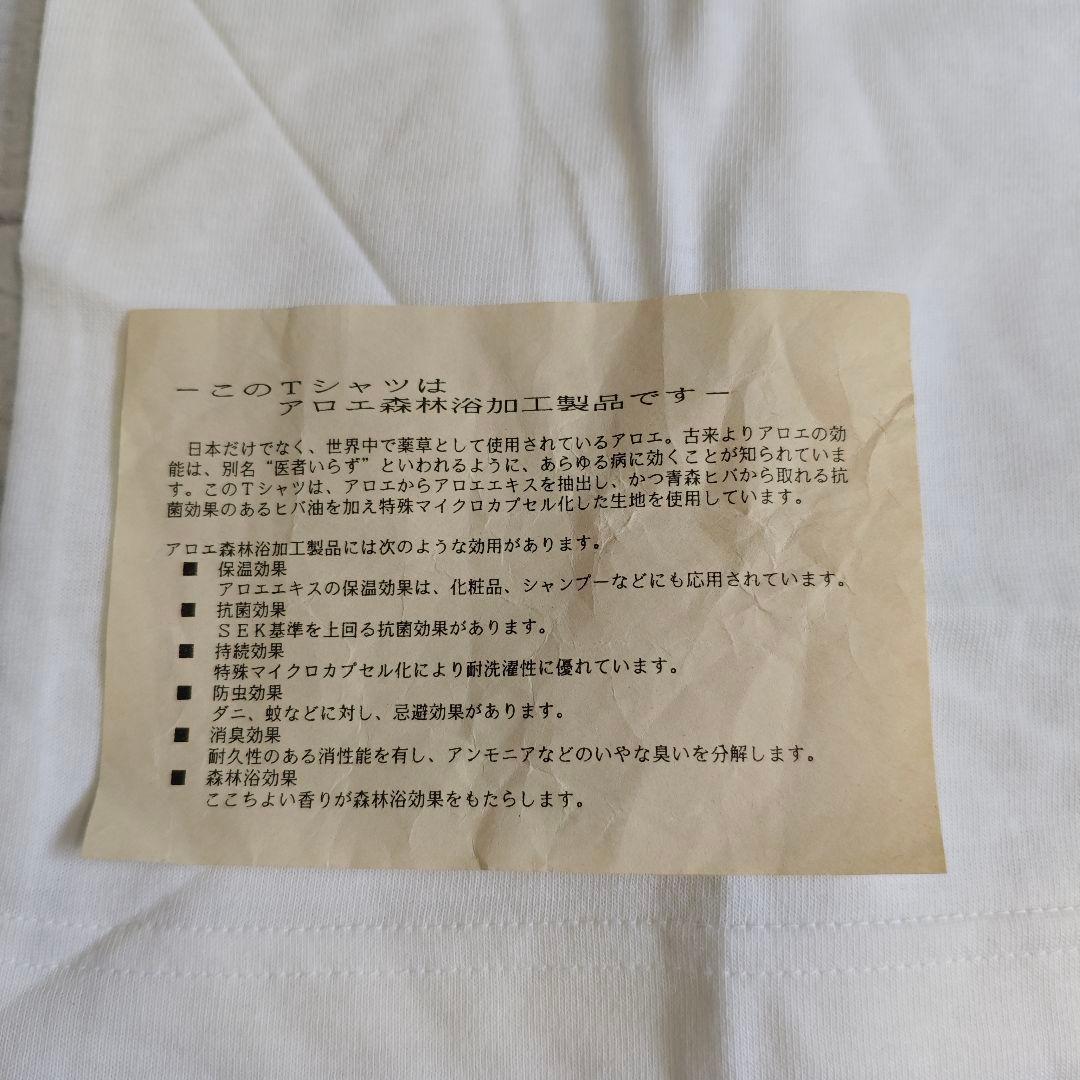 －このＴシャツは
アロエ森林浴加工製品です－
日本だけでなく、世界中で薬草として使用されているアロエ。古来よりアロエの効
能は、別名“医者いらず”といわれるように、あらゆる病に効くことが知られていま
す。このＴシャツは、アロエからアロエエキスを抽出し、かつ青森ヒバから取れる抗
菌効果のあるヒバ油を加え特殊マイクロカプセル化した生地を使用しています。
アロエ森林浴加工製品には次のような効用があります。
■ 保温効果
アロエエキスの保温効果は、化粧品、シャンプーなどにも応用されています。
■ 抗菌効果
ＳＥＫ基準を上回る抗菌効果があります。
■ 持続効果
特殊マイクロカプセル化により耐洗濯性に優れています。
■ 防虫効果
ダニ、蚊などに対し、忌避効果があります。
■ 消臭効果
耐久性のある消性能を有し、アンモニアなどのいやな臭いを分解します。
■ 森林浴効果
ここちよい香りが森林浴効果をもたらします。